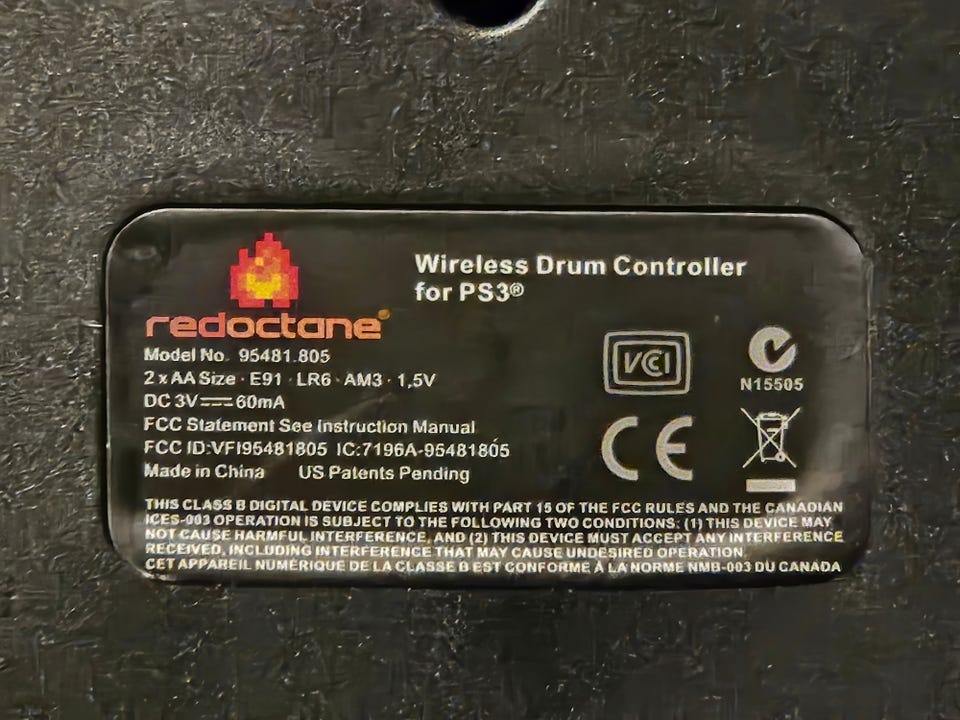 Wireless Drum Controller
for PS3®
redoctane
Model No. 95481.805
2 x AA Size · E91 · LR6 · AM3 · 1,5V
DC 3V 60mA
FCC Statement See Instruction Manual
FCC ID:VFI95481805 IC:7196A-95481805
Made in China US Patents Pending
VCI
N15505
CE
THIS CLASS B DIGITAL DEVICE COMPLIES WITH PART 15 OF THE FCC RULES AND THE CANADIAN
ICES-003 OPERATION IS SUBJECT TO THE FOLLOWING TWO CONDITIONS: (1) THIS DEVICE MAY
NOT CAUSE HARMFUL INTERFERENCE, AND (2) THIS DEVICE MUST ACCEPT ANY INTERFERENCE
RECEIVED, INCLUDING INTERFERENCE THAT MAY CAUSE UNDESIRED OPERATION.
CET APPAREIL NUMÉRIQUE DE LA CLASSE B EST CONFORME À LA NORME NMB-003 DU CANADA